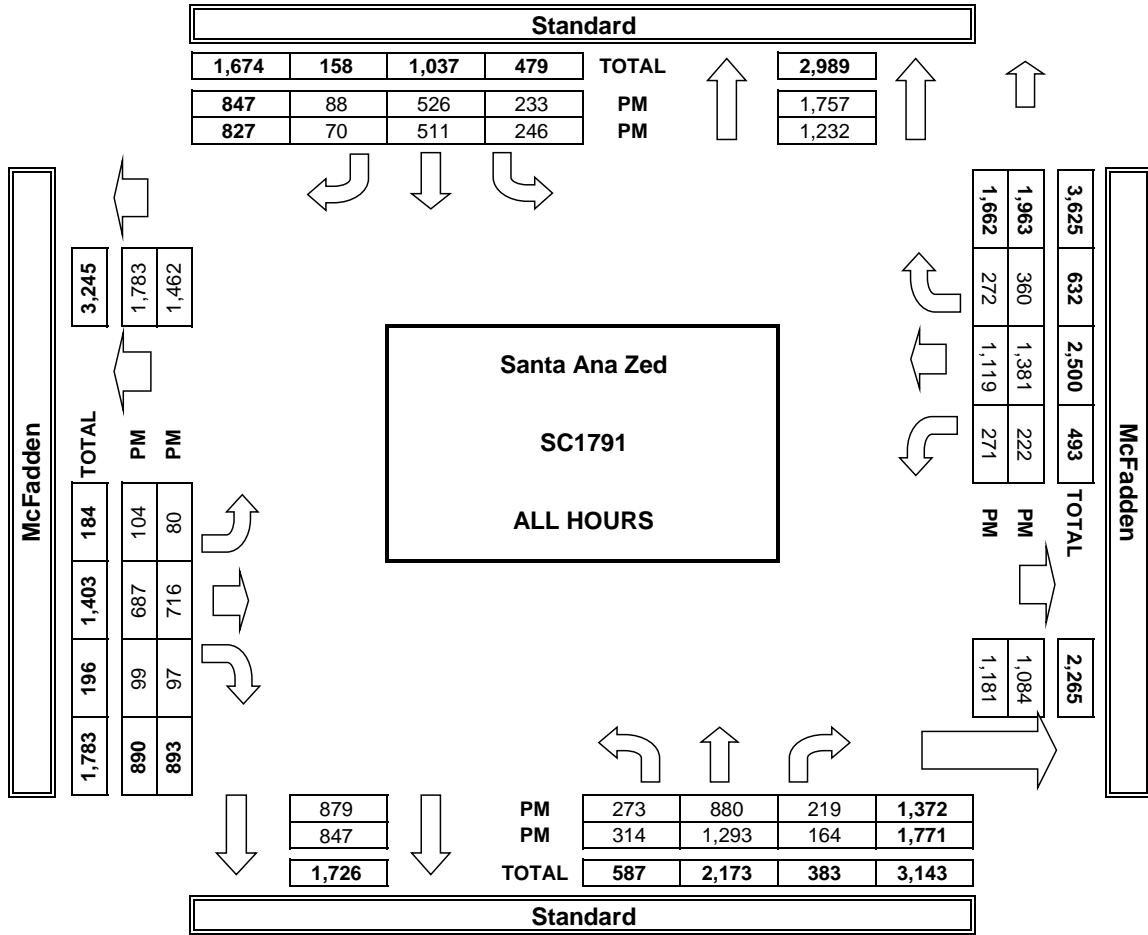 Standard
1,674 158 1,037 479 TOTAL 2,989
847 88 526 233 PM 1,757
827 70 511 246 PM 1,232
McFadden
3,245
1,783
1,462
TOTAL
PM
PM
184 1,403 196 1,783
104 687 99 890
80 716 97 893
Santa Ana Zed
SC1791
ALL HOURS
3,625 632 2,500 493 TOTAL 2,265
1,963 360 1,381 222 PM 1,084
1,662 272 1,119 271 PM 1,181
McFadden
879 PM 273 880 219 1,372
847 PM 314 1,293 164 1,771
1,726 TOTAL 587 2,173 383 3,143
Standard